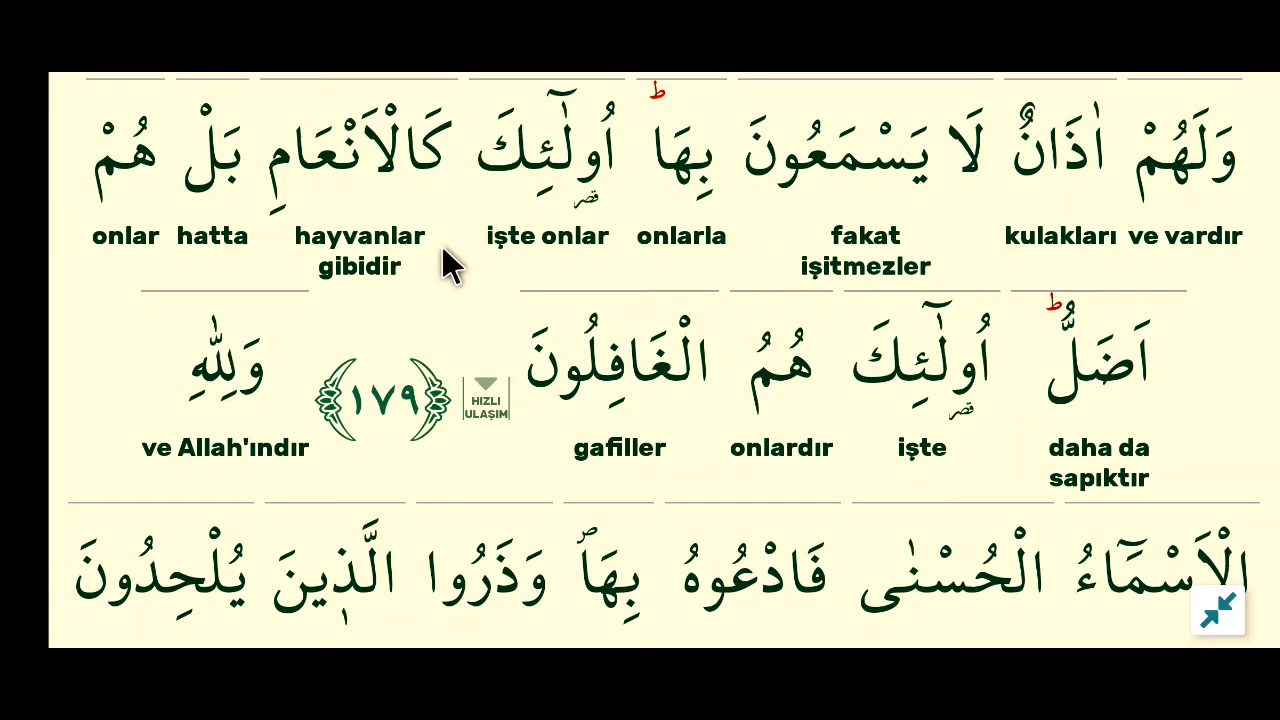 وَلَهُمْ اٰذَانٌ لَا يَسْمَعُونَ بِهَاۜ ط اُو۬لٰٓئِكَ كَالْاَنْعَامِ بَلْ هُمْ
قصر
ve vardır kulakları fakat işitmezler onlarla işte onlar hayvanlar gibidir hatta onlar
اَضَلُّ ط اُولٰٓئِكَ هُمُ الْغَافِلُونَ ﴿١٧٩﴾ وَلِلّٰهِ
قصر
HIZLI ULAŞIM
daha da sapıktır işte onlardır gafiller ve Allah'ındır
الْاَسْمَٓاءُ الْحُسْنٰى فَادْعُوهُ بِهَاۖ وَذَرُوا الَّذ۪ينَ يُلْحِدُونَ